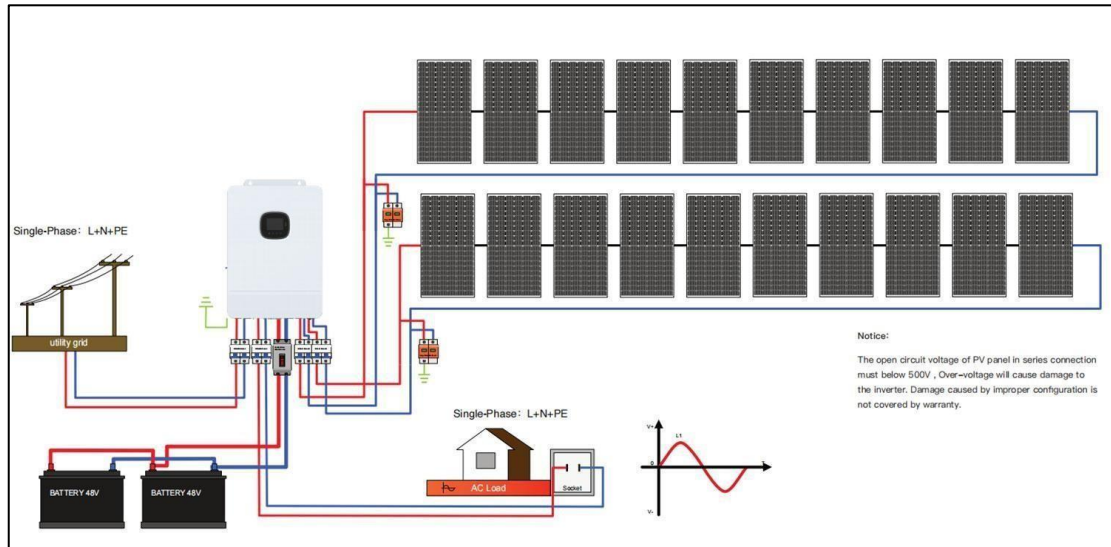 Single-Phase: L+N+PE
utility grid
BATTERY 48V
BATTERY 48V
Single-Phase: L+N+PE
AC Load
Socket
V+
L1
0
T
V-
Notice:
The open circuit voltage of PV panel in series connection
must below 500V , Over-voltage will cause damage to
the inverter. Damage caused by improper configuration is
not covered by warranty.